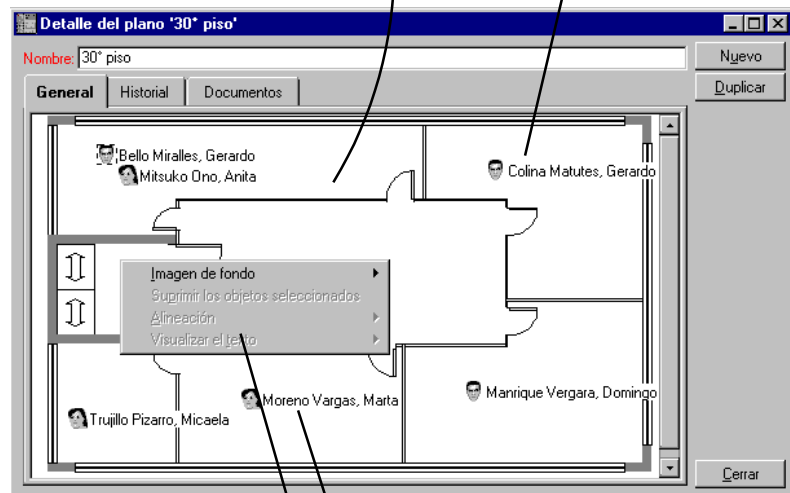 Detalle del plano '30° piso'
Nombre: 30° piso
Nuevo
Duplicar
General
Historial
Documentos
Bello Miralles, Gerardo
Mitsuko Ono, Anita
Colina Matutes, Gerardo
Imagen de fondo
Suprimir los objetos seleccionados
Alineación
Visualizar el texto
Moreno Vargas, Marta
Manrique Vergara, Domingo
Trujillo Pizarro, Micaela
Cerrar